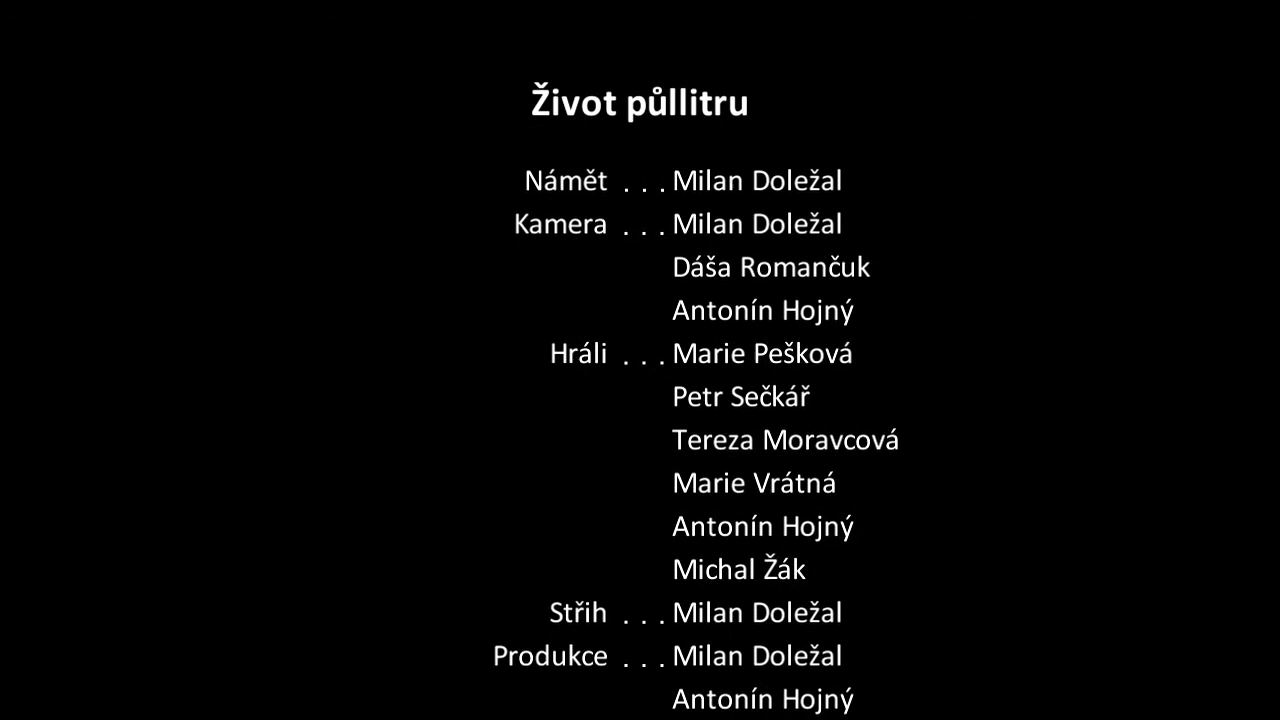 Život půllitru
Námět . . . Milan Doležal
Kamera . . . Milan Doležal
Dáša Romančuk
Antonín Hojný
Hráli . . . Marie Pešková
Petr Sečkář
Tereza Moravcová
Marie Vrátná
Antonín Hojný
Michal Žák
Střih . . . Milan Doležal
Produkce . . . Milan Doležal
Antonín Hojný